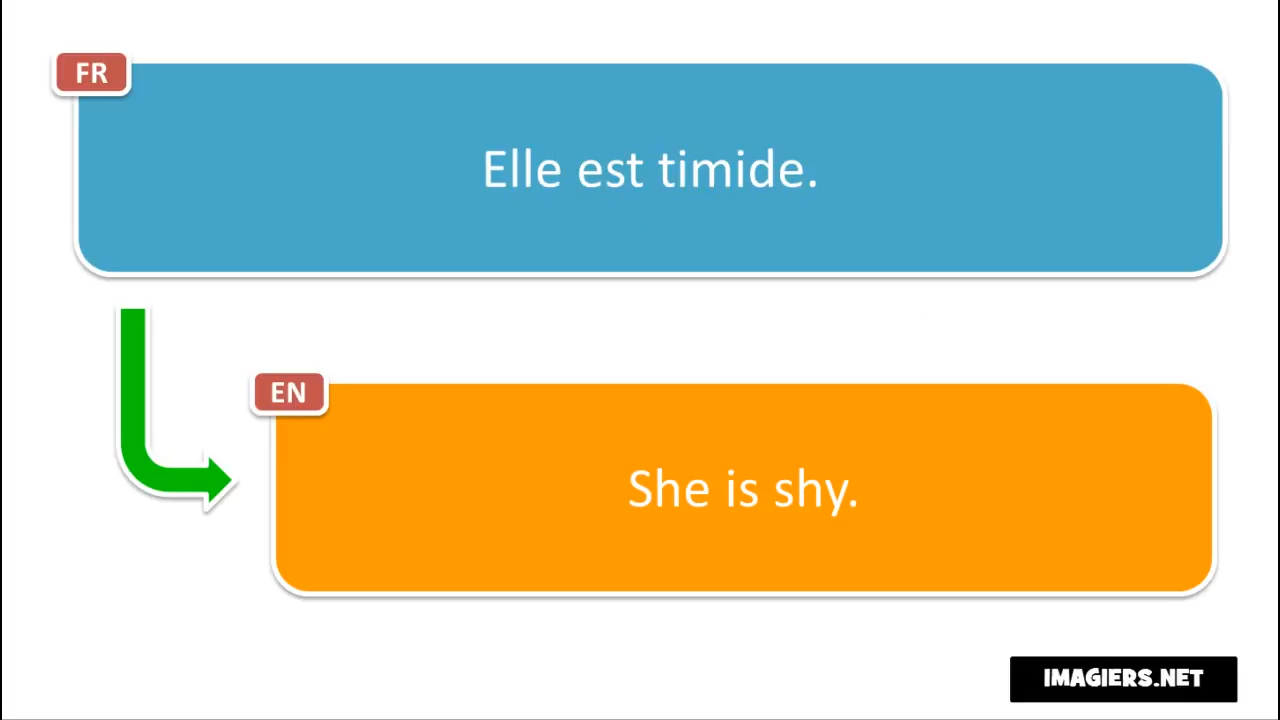 FR
Elle est timide.
EN
She is shy.
IMAGIERS.NET